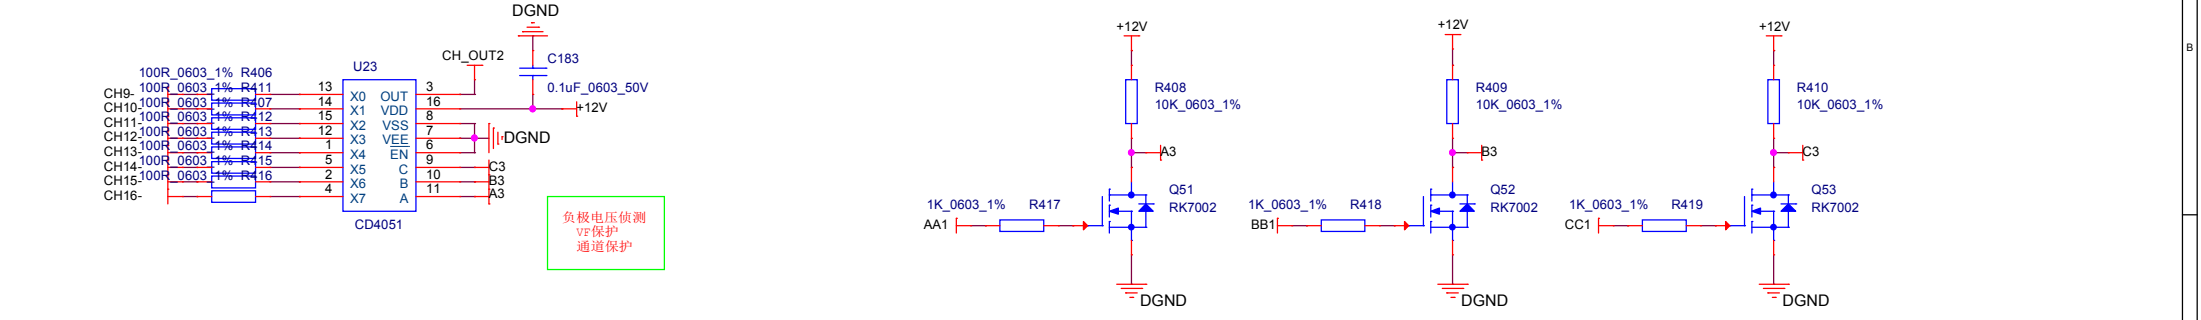 DGND
CH_OUT2
C183
0.1uF_0603_50V
+12V
U23
100R_0603_1% R406
100R_0603_1% R411
100R_0603_1% R407
100R_0603_1% R412
100R_0603_1% R413
100R_0603_1% R414
100R_0603_1% R415
100R_0603_1% R416
CH9-
CH10-
CH11-
CH12-
CH13-
CH14-
CH15-
CH16-
13 X0 OUT 3
14 X1 VDD 16
15 X2 VSS 8
12 X3 VEE 7
1 X4 EN 6
5 X5 C 9 C3
2 X6 B 10 B3
4 X7 A 11 A3
DGND
CD4051
负极电压侦测
VF保护
通道保护
+12V
R408
10K_0603_1%
A3
Q51
RK7002
1K_0603_1% R417
AA1
DGND
+12V
R409
10K_0603_1%
B3
Q52
RK7002
1K_0603_1% R418
BB1
DGND
+12V
R410
10K_0603_1%
C3
Q53
RK7002
1K_0603_1% R419
CC1
DGND
B